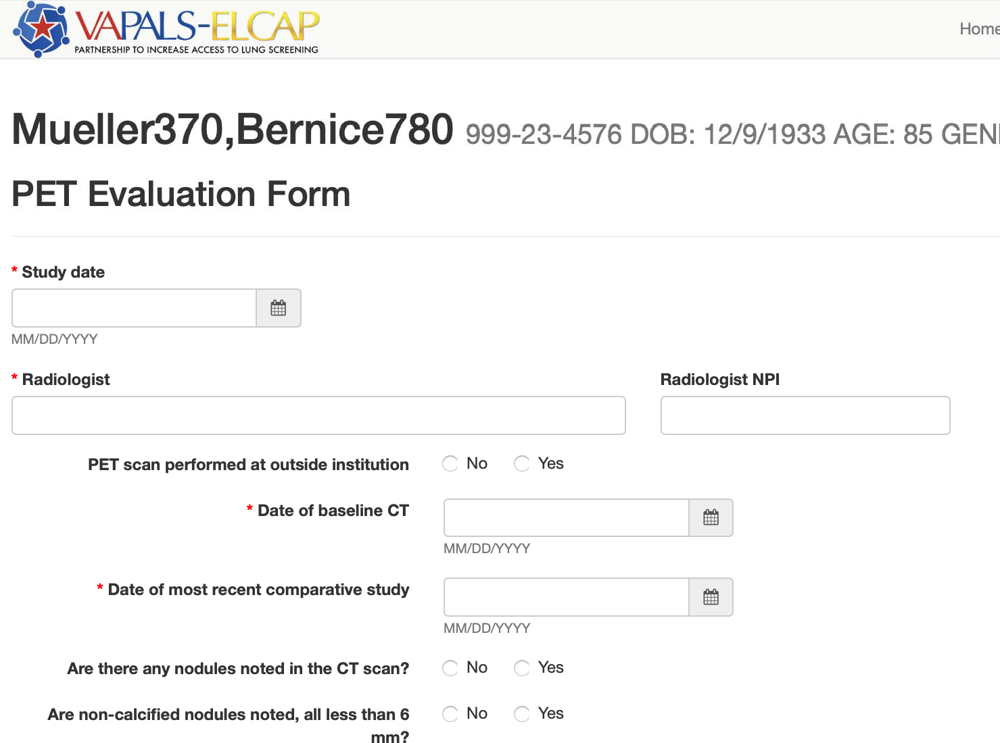 VAPALS-ELCAP
PARTNERSHIP TO INCREASE ACCESS TO LUNG SCREENING
Home
Mueller370,Bernice780 999-23-4576 DOB: 12/9/1933 AGE: 85
PET Evaluation Form
* Study date
MM/DD/YYYY
* Radiologist
Radiologist NPI
PET scan performed at outside institution No Yes
* Date of baseline CT
MM/DD/YYYY
* Date of most recent comparative study
MM/DD/YYYY
Are there any nodules noted in the CT scan? No Yes
Are non-calcified nodules noted, all less than 6 No Yes
mm?